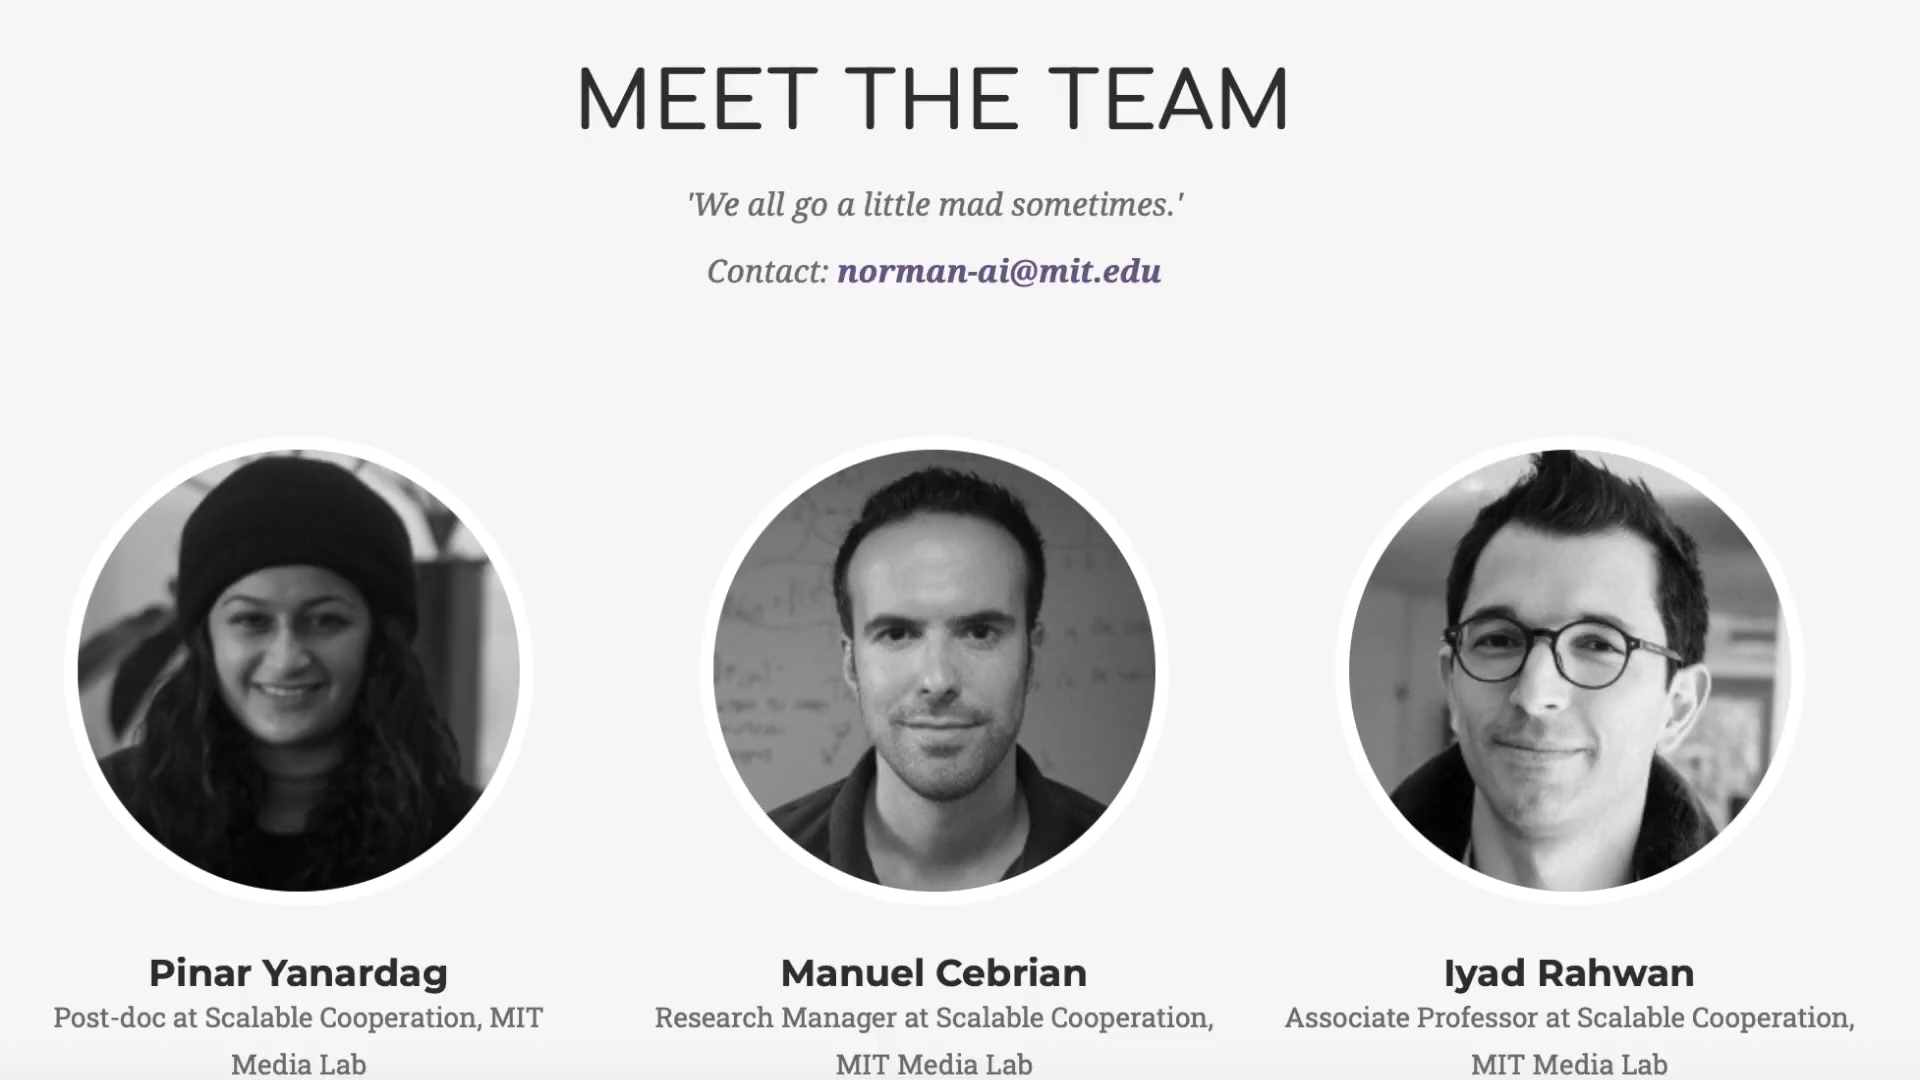 MEET THE TEAM
'We all go a little mad sometimes.'
Contact: norman-ai@mit.edu
Pinar Yanardag
Post-doc at Scalable Cooperation, MIT
Media Lab
Manuel Cebrian
Research Manager at Scalable Cooperation,
MIT Media Lab
Iyad Rahwan
Associate Professor at Scalable Cooperation,
MIT Media Lab